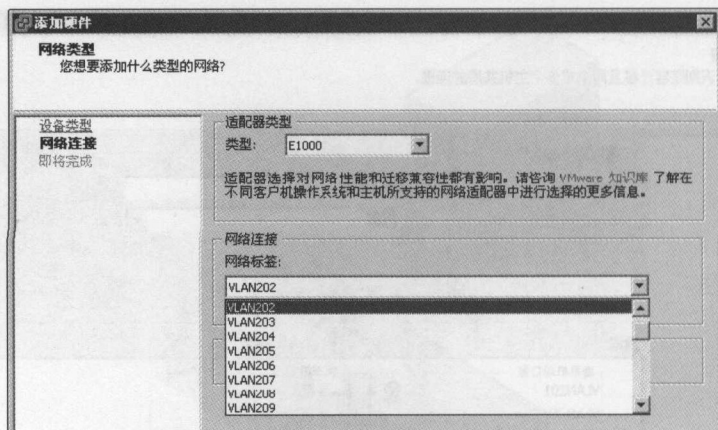 添加硬件
网络类型
您想要添加什么类型的网络?
设备类型
网络连接
即将完成
适配器类型
类型: E1000
适配器选择对网络性能和迁移兼容性都有影响。请咨询 VMware 知识库 了解在
不同客户机操作系统和主机所支持的网络适配器中进行选择的更多信息。
网络连接
网络标签:
VLAN202
VLAN202
VLAN203
VLAN204
VLAN205
VLAN206
VLAN207
VLAN208
VLAN209